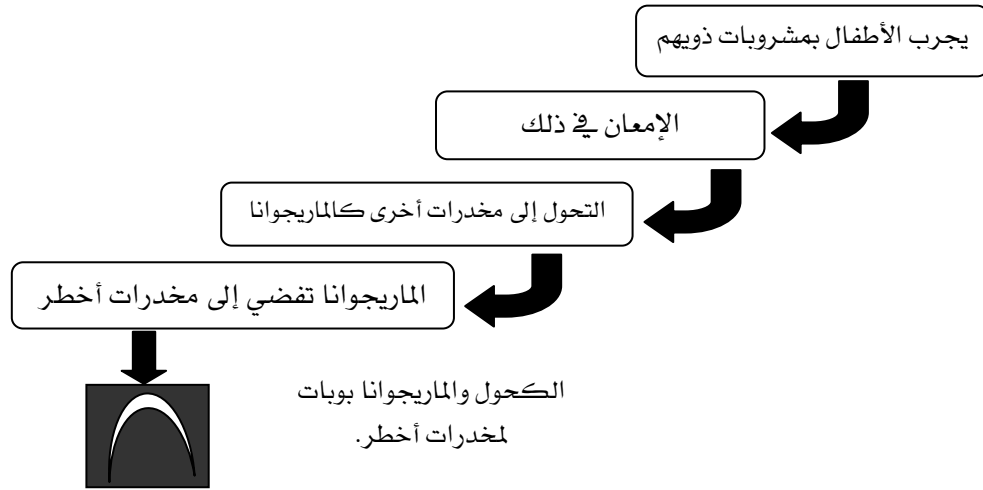 يجرب الأطفال بمشروبات ذويهم
الإمعان في ذلك
التحول إلى مخدرات أخرى كالماريجوانا
الماريجوانا تفضي إلى مخدرات أخطر
الكحول والماريجوانا بوبات
لمخدرات أخطر.